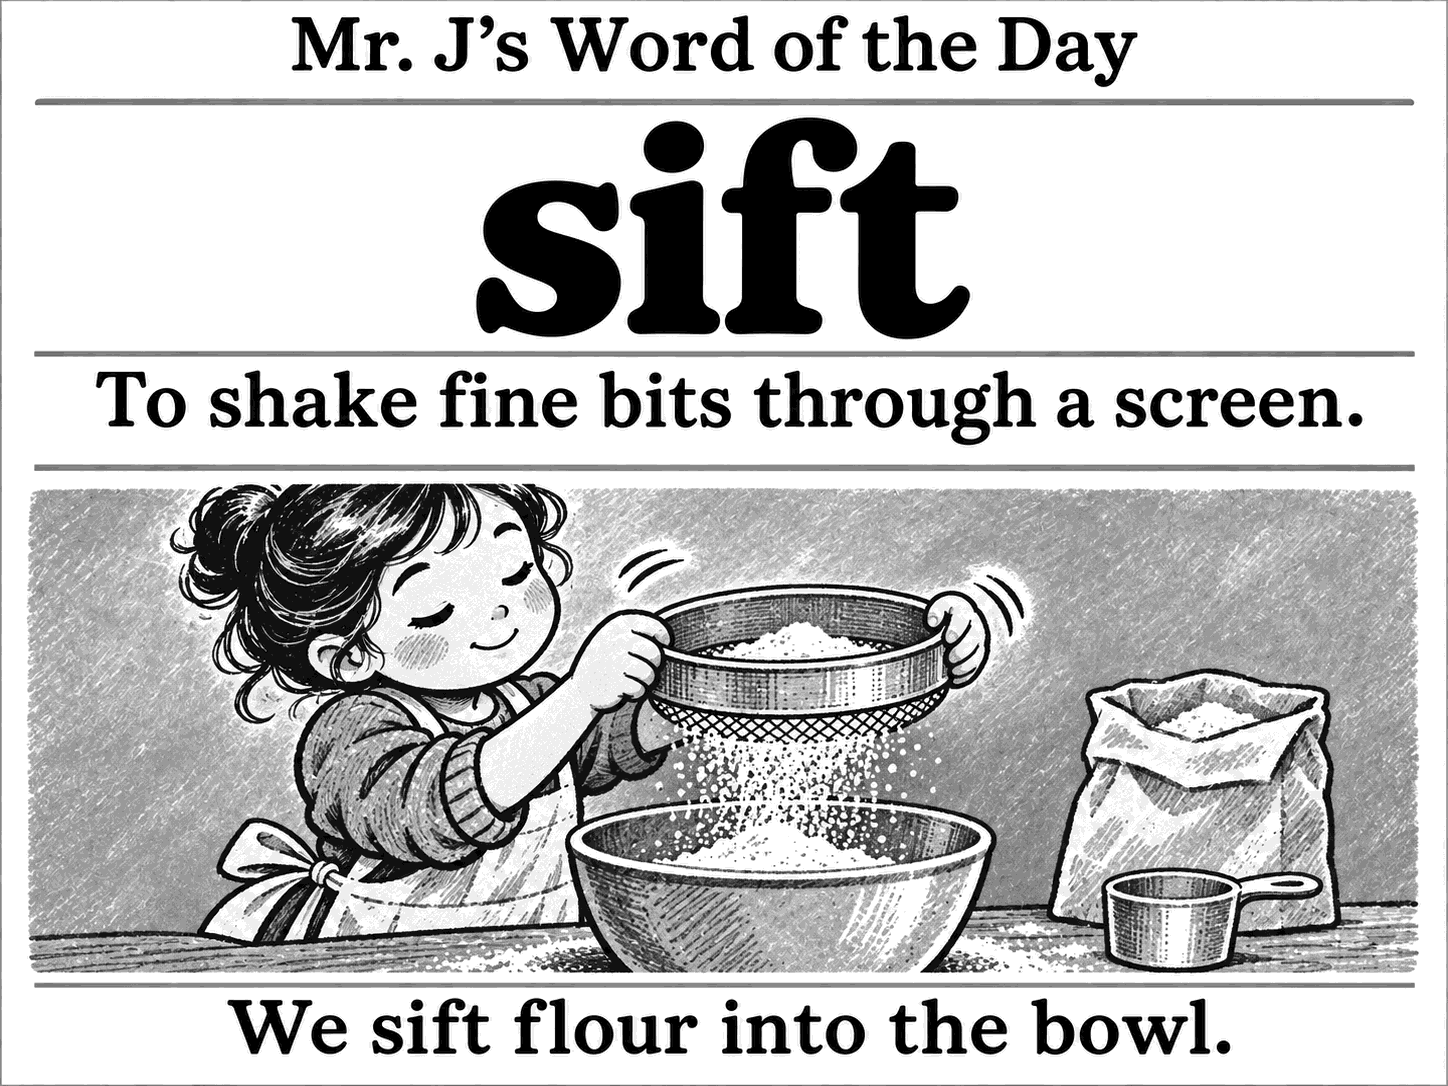 Mr. J’s Word of the Day
sift
To shake fine bits through a screen.
We sift flour into the bowl.